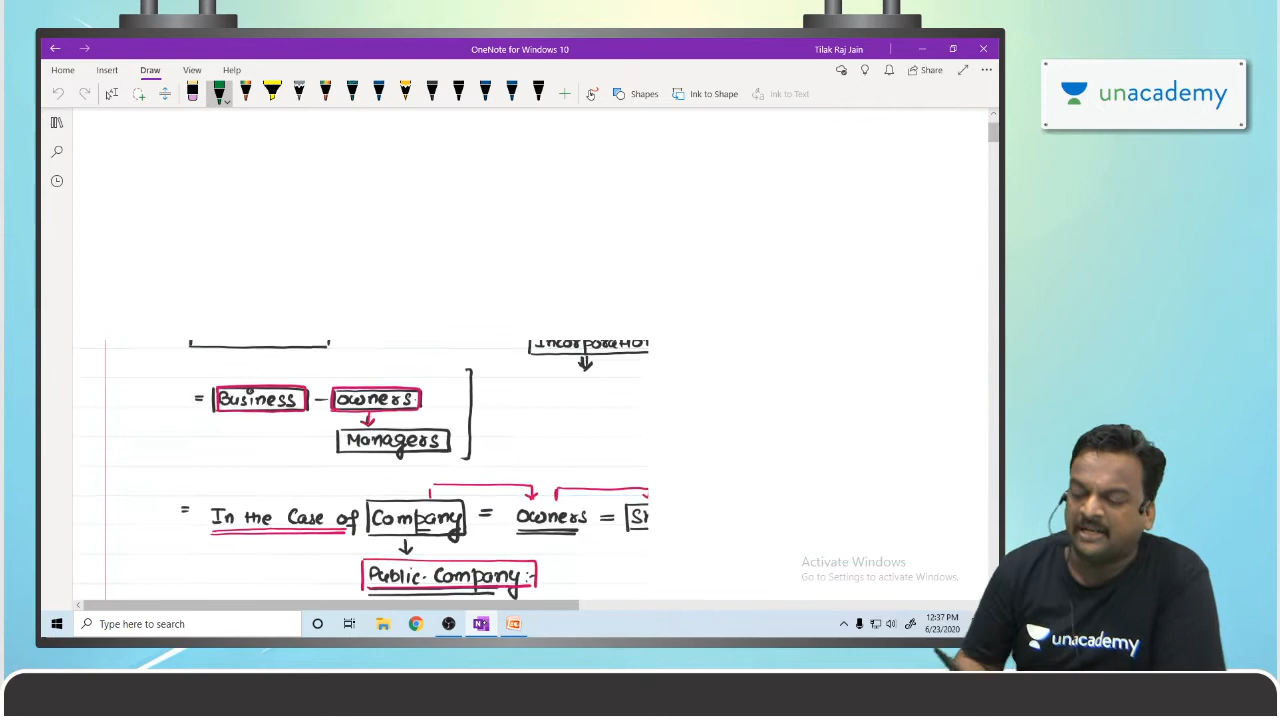 OneNote for Windows 10
Tilak Raj Jain
Home Insert Draw View Help
Share
Shapes Ink to Shape Ink to Text
unacademy
Incorporation
= Business - owners
Managers
= In the Case of Company = Owners =
Public Company :-
Activate Windows
Go to Settings to activate Windows.
Type here to search
12:37 PM
6/23/2020
unacademy